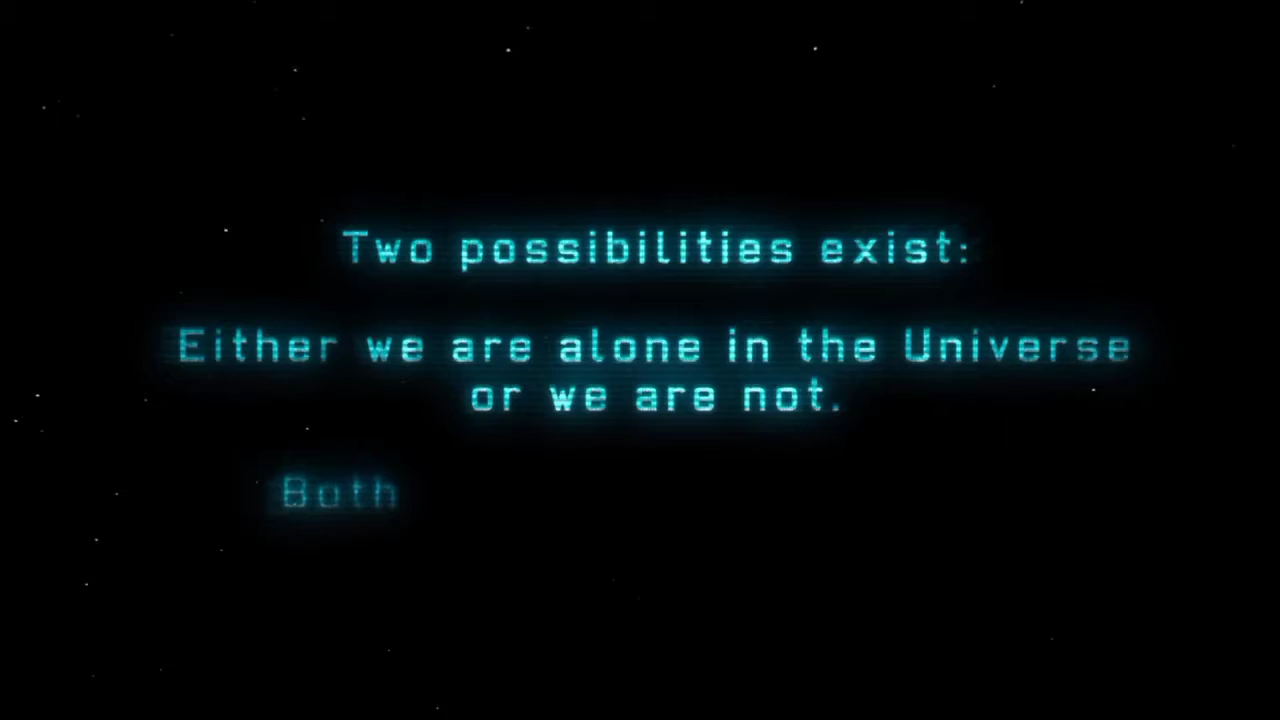 Two possibilities exist:
Either we are alone in the Universe
or we are not.
Both